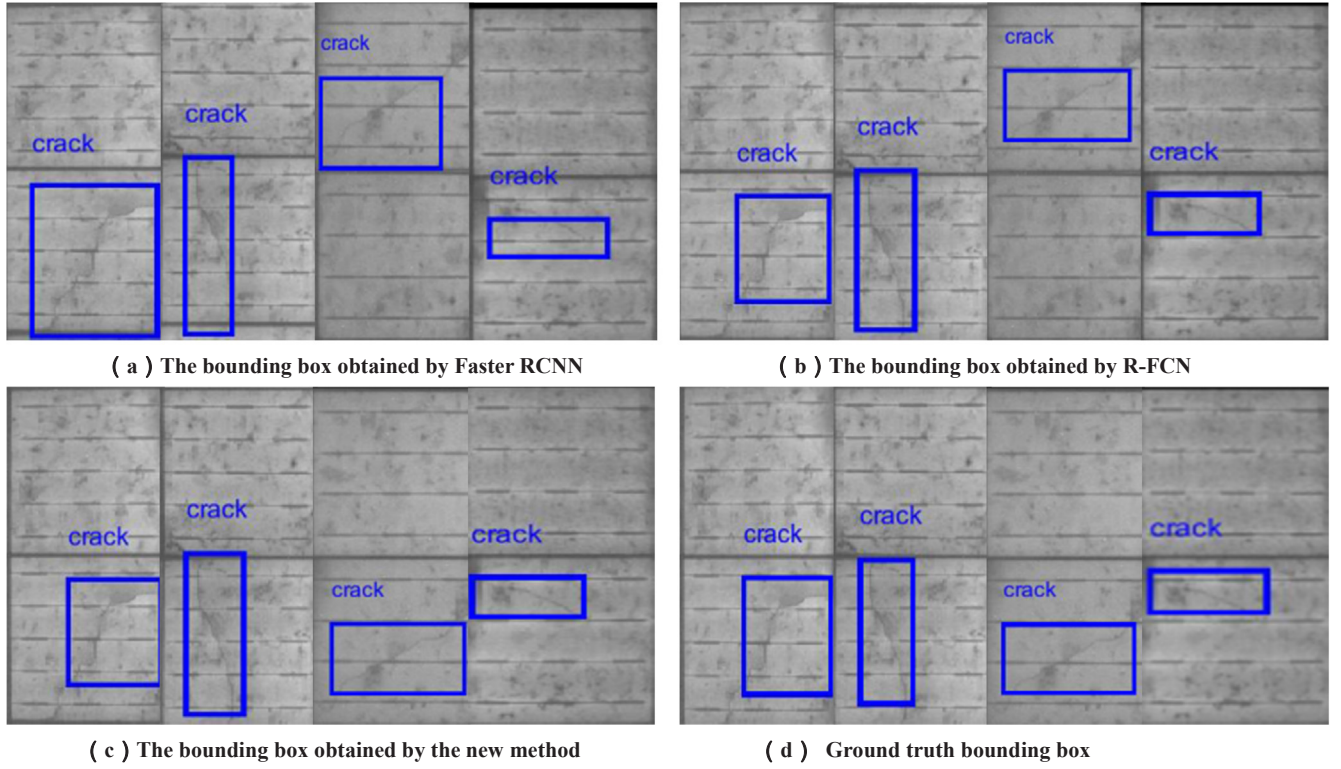 crack
crack
crack
crack
crack
crack
crack
crack
( a ) The bounding box obtained by Faster RCNN
( b ) The bounding box obtained by R-FCN
crack
crack
crack
crack
crack
crack
crack
crack
( c ) The bounding box obtained by the new method
( d ) Ground truth bounding box